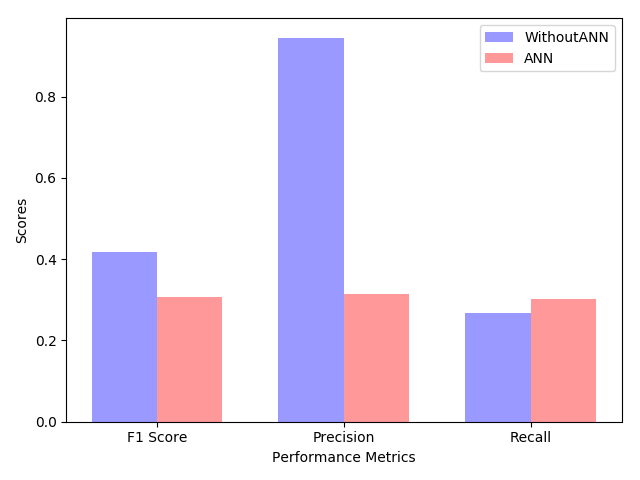 WithoutANN
ANN
Scores
0.8
0.6
0.4
0.2
0.0
F1 Score
Precision
Recall
Performance Metrics